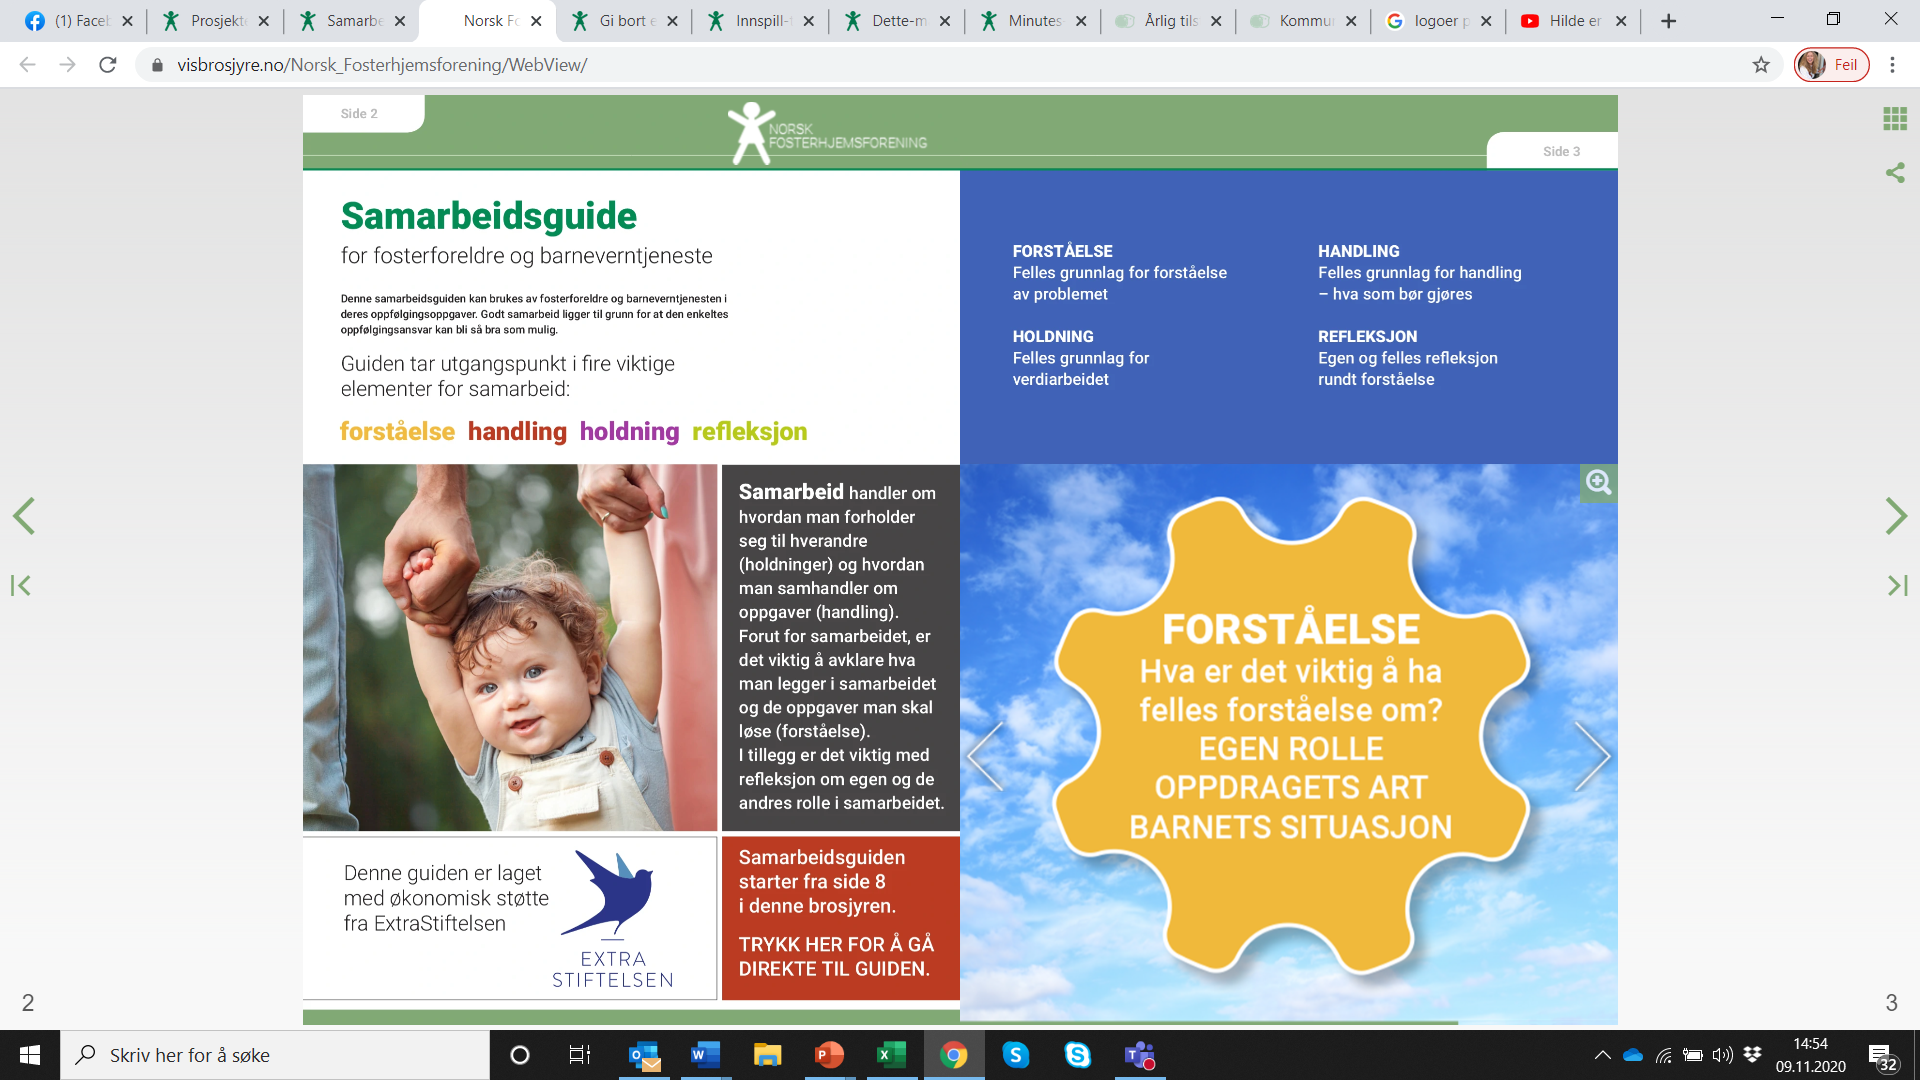 (1) Faceb
Prosjekt
Samarbe
Norsk Fo
Gi bort e
Innspill-
Dette-m
Minutes-
Årlig tils
Kommu
logoer p
Hilde er
visbrosjyre.no/Norsk_Fosterhjemsforening/WebView/
Feil
Side 2
NORSK
FOSTERHJEMSFORENING
Side 3
Samarbeidsguide
for fosterforeldre og barneverntjeneste
Denne samarbeidsguiden kan brukes av fosterforeldre og barneverntjenesten i
deres oppfølgingsoppgaver. Godt samarbeid ligger til grunn for at den enkeltes
oppfølgingsansvar kan bli så bra som mulig.
Guiden tar utgangspunkt i fire viktige
elementer for samarbeid:
forståelse handling holdning refleksjon
Samarbeid handler om
hvordan man forholder
seg til hverandre
(holdninger) og hvordan
man samhandler om
oppgaver (handling).
Forut for samarbeidet, er
det viktig å avklare hva
man legger i samarbeidet
og de oppgaver man skal
løse (forståelse).
I tillegg er det viktig med
refleksjon om egen og de
andres rolle i samarbeidet.
Denne guiden er laget
med økonomisk støtte
fra ExtraStiftelsen
EXTRA
STIFTELSEN
Samarbeidsguiden
starter fra side 8
i denne brosjyren.
TRYKK HER FOR Å GÅ
DIREKTE TIL GUIDEN.
FORSTÅELSE
Felles grunnlag for forståelse
av problemet
HANDLING
Felles grunnlag for handling
– hva som bør gjøres
HOLDNING
Felles grunnlag for
verdiarbeidet
REFLEKSJON
Egen og felles refleksjon
rundt forståelse
FORSTÅELSE
Hva er det viktig å ha
felles forståelse om?
EGEN ROLLE
OPPDRAGETS ART
BARNETS SITUASJON
2
3
Skriv her for å søke
14:54
09.11.2020
32